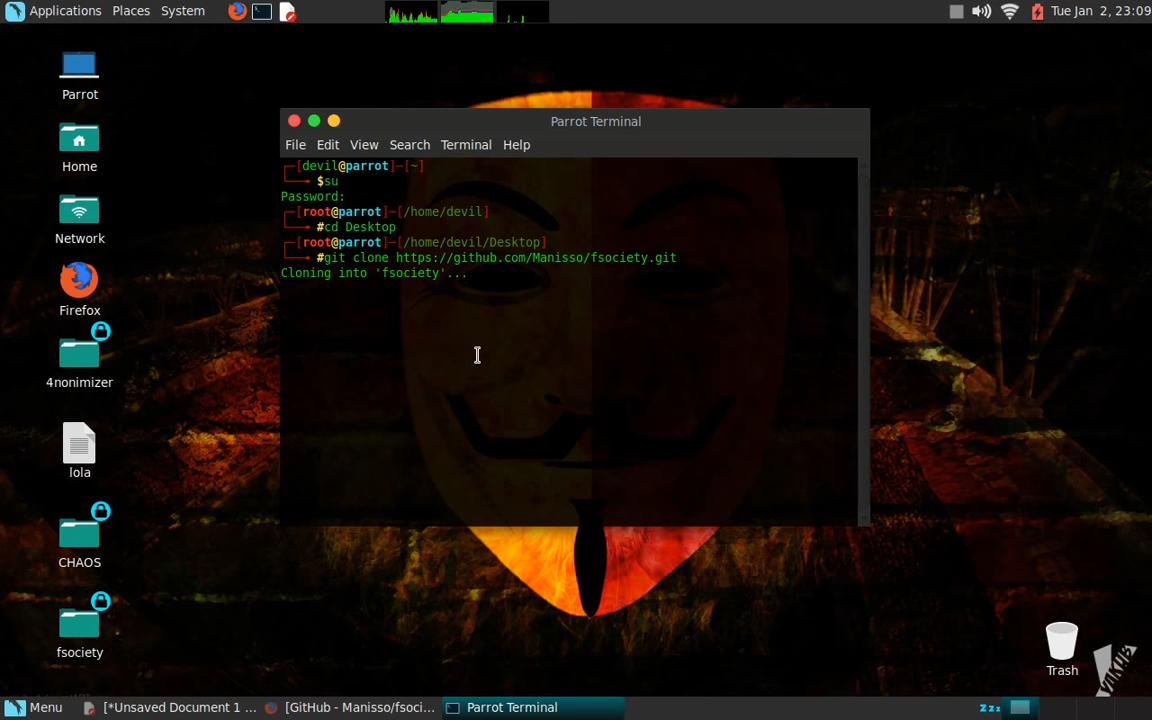 Applications Places System
Tue Jan 2, 23:09
Parrot
Home
Network
Firefox
4nonimizer
lola
CHAOS
fsociety
Parrot Terminal
File Edit View Search Terminal Help
┌─[devil@parrot]─[~]
└──╼ $su
Password:
┌─[root@parrot]─[/home/devil]
└──╼ #cd Desktop
┌─[root@parrot]─[/home/devil/Desktop]
└──╼ #git clone https://github.com/Manisso/fsociety.git
Cloning into 'fsociety'...
Trash
Menu [*Unsaved Document 1 ... [GitHub - Manisso/fsoci... Parrot Terminal zzz